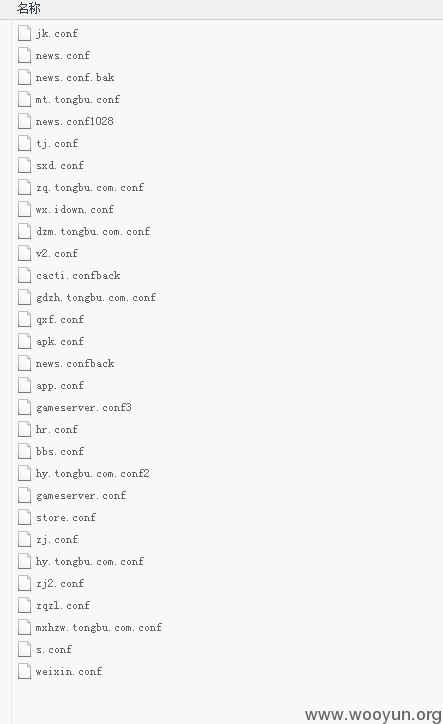 名称
jk.conf
news.conf
news.conf.bak
mt.tongbu.conf
news.conf1028
tj.conf
sxd.conf
zq.tongbu.com.conf
wx.idown.conf
dzm.tongbu.com.conf
v2.conf
cacti.confback
gdzh.tongbu.com.conf
qxf.conf
apk.conf
news.confback
app.conf
gameserver.conf3
hr.conf
bbs.conf
hy.tongbu.com.conf2
gameserver.conf
store.conf
zj.conf
hy.tongbu.com.conf
zj2.conf
zqzl.conf
mxhzw.tongbu.com.conf
s.conf
weixin.conf
www.wooyun.org